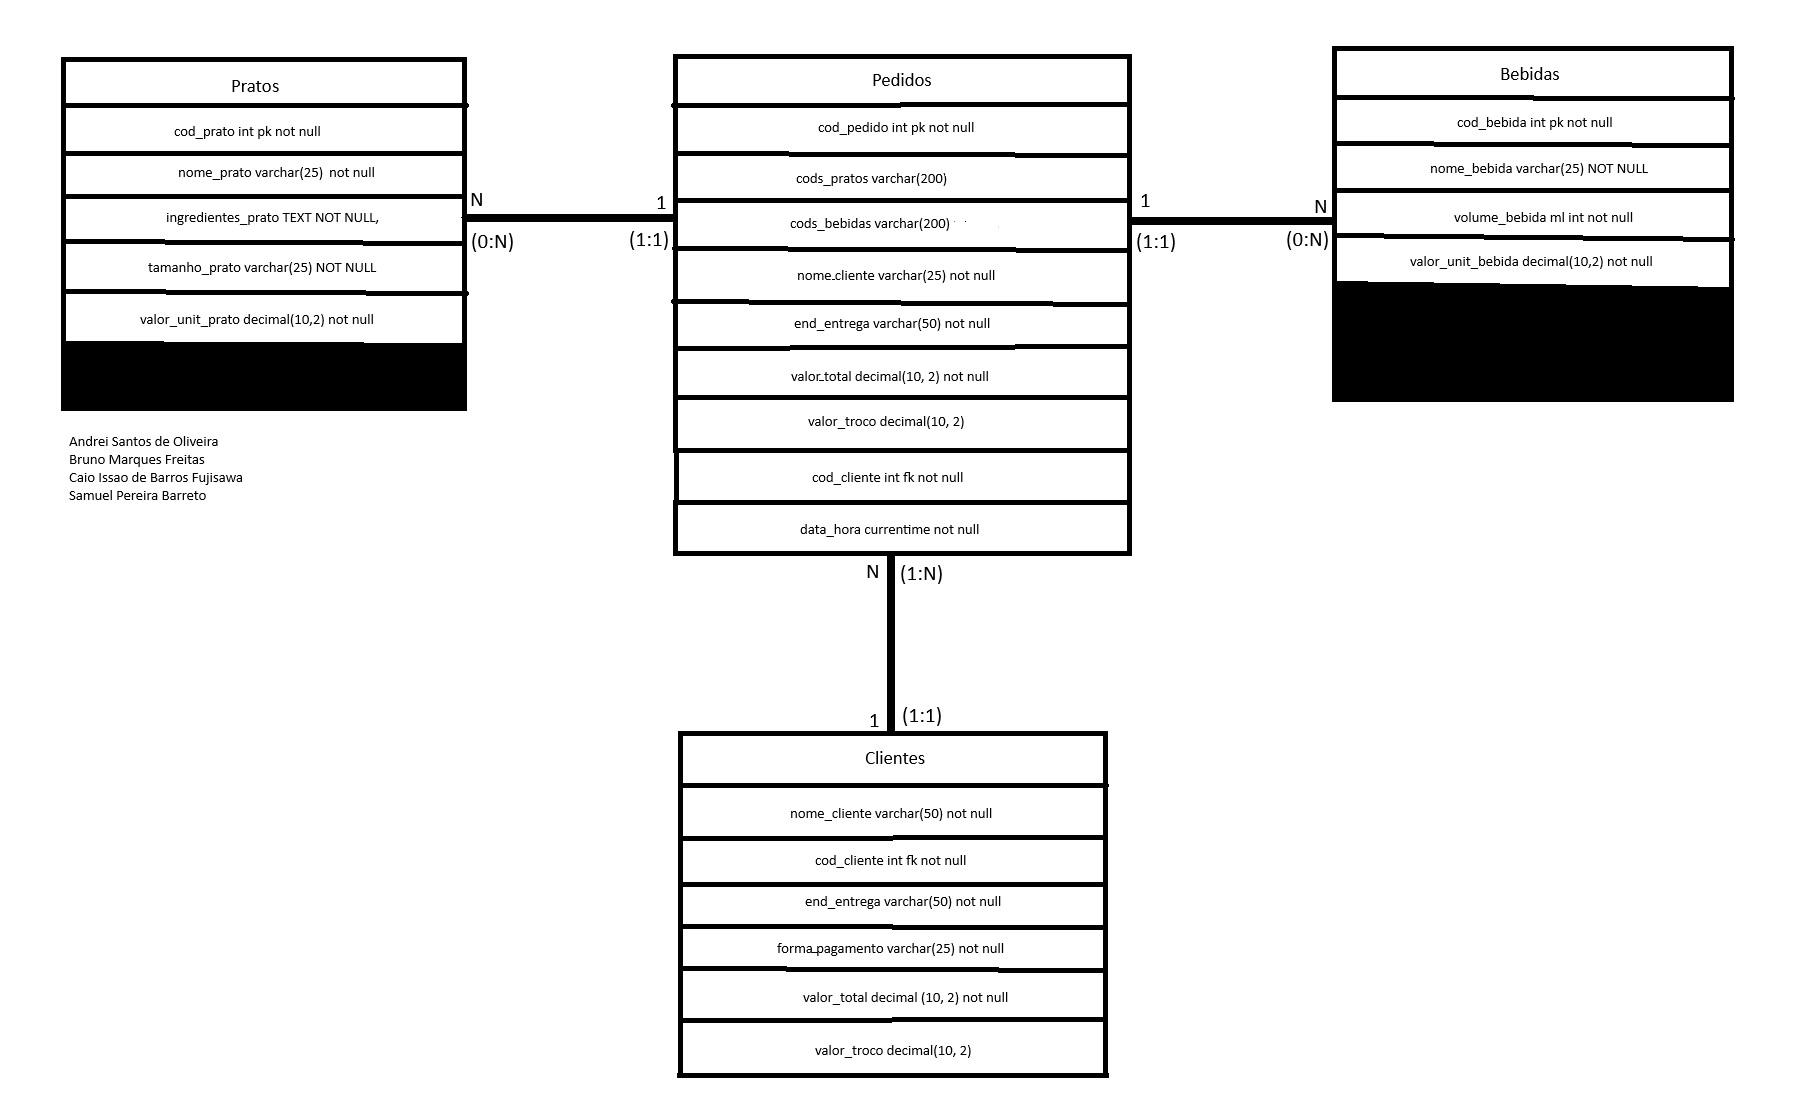 Pratos
cod_prato int pk not null
nome_prato varchar(25) not null
ingredientes_prato TEXT NOT NULL,
tamanho_prato varchar(25) NOT NULL
valor_unit_prato decimal(10,2) not null
Andrei Santos de Oliveira
Bruno Marques Freitas
Caio Issao de Barros Fujisawa
Samuel Pereira Barreto
N
(0:N)
1
(1:1)
Pedidos
cod_pedido int pk not null
cods_pratos varchar(200)
cods_bebidas varchar(200)
nome_cliente varchar(25) not null
end_entrega varchar(50) not null
valor_total decimal(10, 2) not null
valor_troco decimal(10, 2)
cod_cliente int fk not null
data_hora currentime not null
1
(1:1)
N
(0:N)
Bebidas
cod_bebida int pk not null
nome_bebida varchar(25) NOT NULL
volume_bebida ml int not null
valor_unit_bebida decimal(10,2) not null
N (1:N)
1 (1:1)
Clientes
nome_cliente varchar(50) not null
cod_cliente int fk not null
end_entrega varchar(50) not null
forma_pagamento varchar(25) not null
valor_total decimal (10, 2) not null
valor_troco decimal(10, 2)